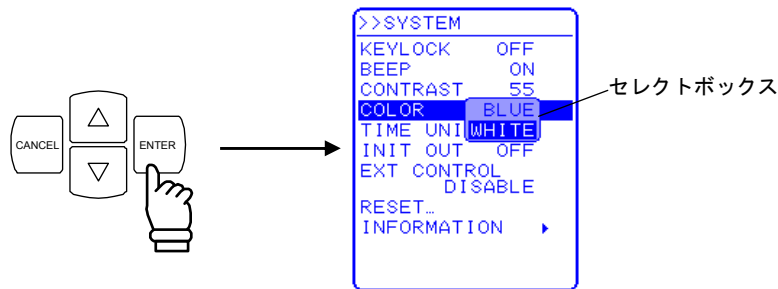 CANCEL
ENTER
>>SYSTEM
KEYLOCK OFF
BEEP ON
CONTRAST 55
COLOR BLUE
TIME UNI WHITE
INIT OUT OFF
EXT CONTROL
DISABLE
RESET…
INFORMATION
セレクトボックス